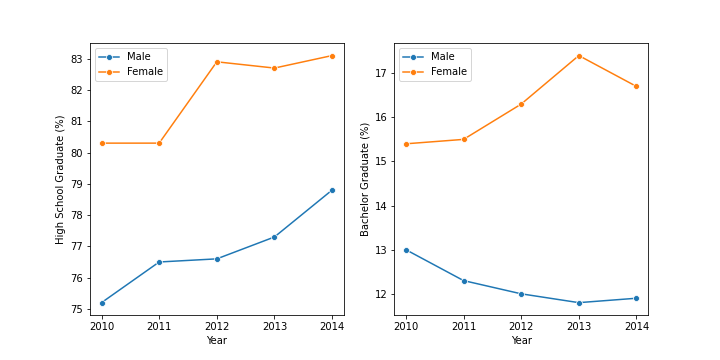 Male
Female
High School Graduate (%)
83
82
81
80
79
78
77
76
75
2010 2011 2012 2013 2014
Year
Male
Female
Bachelor Graduate (%)
17
16
15
14
13
12
2010 2011 2012 2013 2014
Year